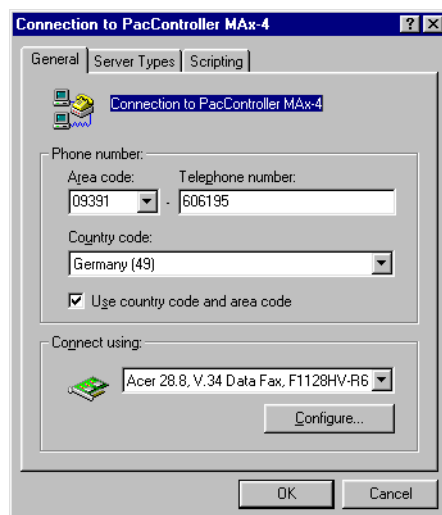 Connection to PacController MAx-4
General Server Types Scripting
Connection to PacController MAx-4
Phone number:
Area code: Telephone number:
09391 - 606195
Country code:
Germany (49)
Use country code and area code
Connect using:
Acer 28.8, V.34 Data Fax, F1128HV-R6
Configure...
OK Cancel